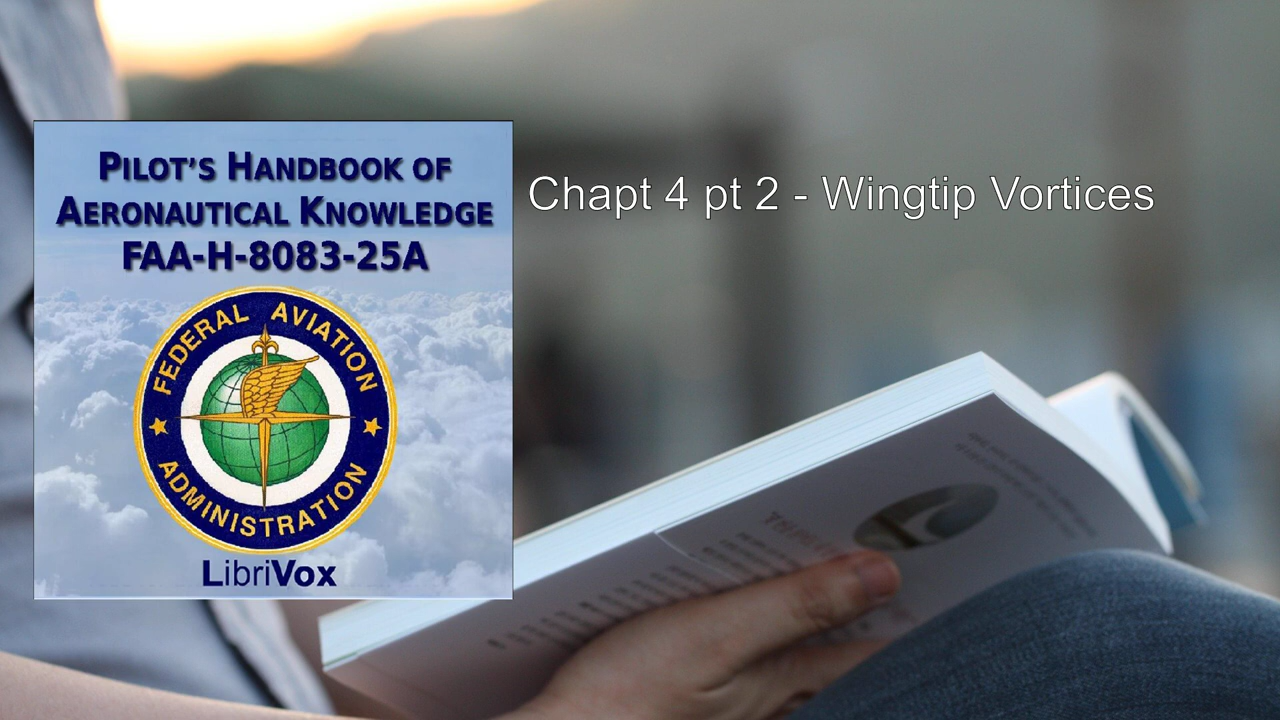 PILOT'S HANDBOOK OF
AERONAUTICAL KNOWLEDGE
FAA-H-8083-25A
FEDERAL AVIATION
ADMINISTRATION
LibriVox
Chapt 4 pt 2 - Wingtip Vortices